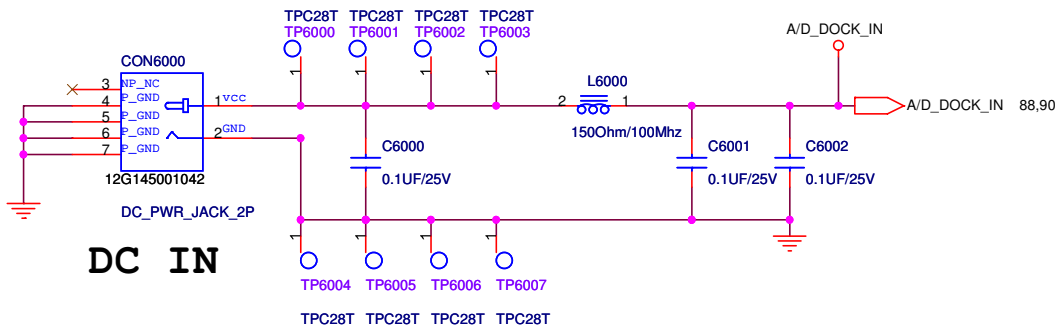 TPC28T TPC28T TPC28T TPC28T
TP6000 TP6001 TP6002 TP6003
A/D_DOCK_IN
1 1 1 1
CON6000
3 NP_NC
4 P_GND
5 P_GND
6 P_GND
7 P_GND
1 VCC
2 GND
12G145001042
DC_PWR_JACK_2P
DC IN
L6000
2 1
150Ohm/100Mhz
A/D_DOCK_IN 88,90
C6000
0.1UF/25V
C6001
0.1UF/25V
C6002
0.1UF/25V
1 1 1 1
TP6004 TP6005 TP6006 TP6007
TPC28T TPC28T TPC28T TPC28T